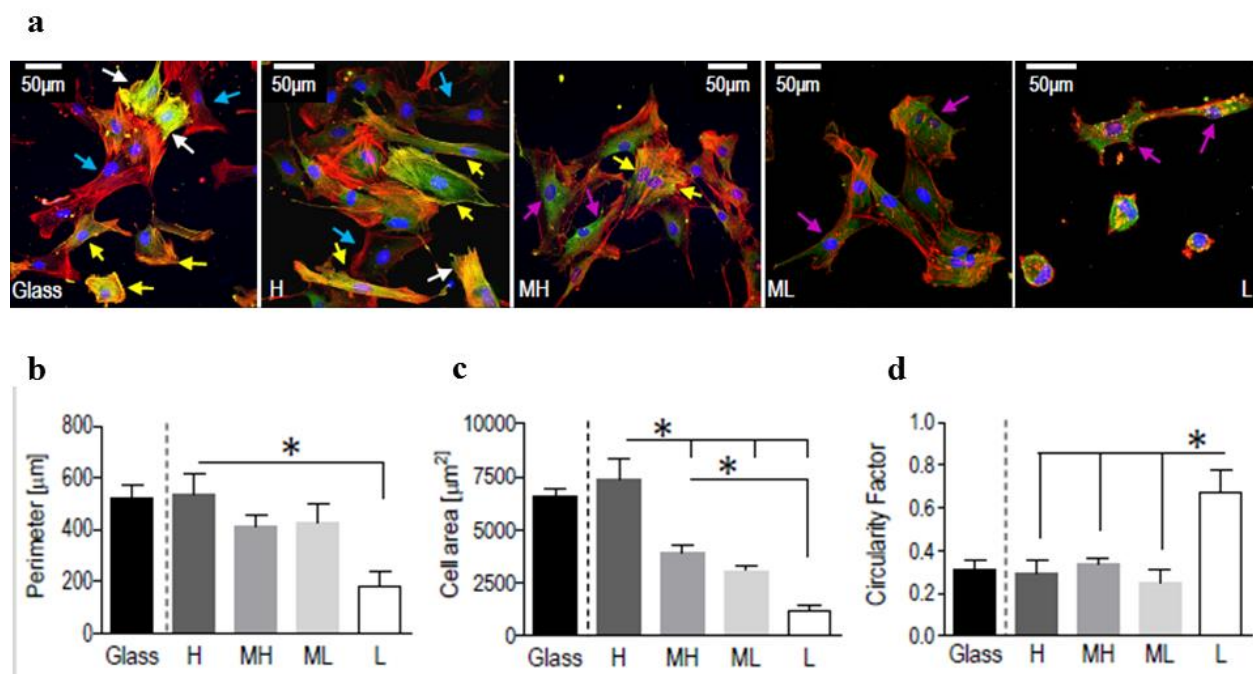 a
50μm
50μm
50μm
50μm
50μm
Glass
H
MH
ML
L
b
Perimeter [μm]
800
600
400
200
0
*
Glass H MH ML L
c
Cell area [μm²]
10000
7500
5000
2500
0
*
*
Glass H MH ML L
d
Circularity Factor
1.0
0.8
0.6
0.4
0.2
0.0
*
Glass H MH ML L